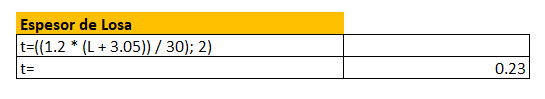 Espesor de Losa
t=((1.2 * (L + 3.05)) / 30); 2)
t= 0.23